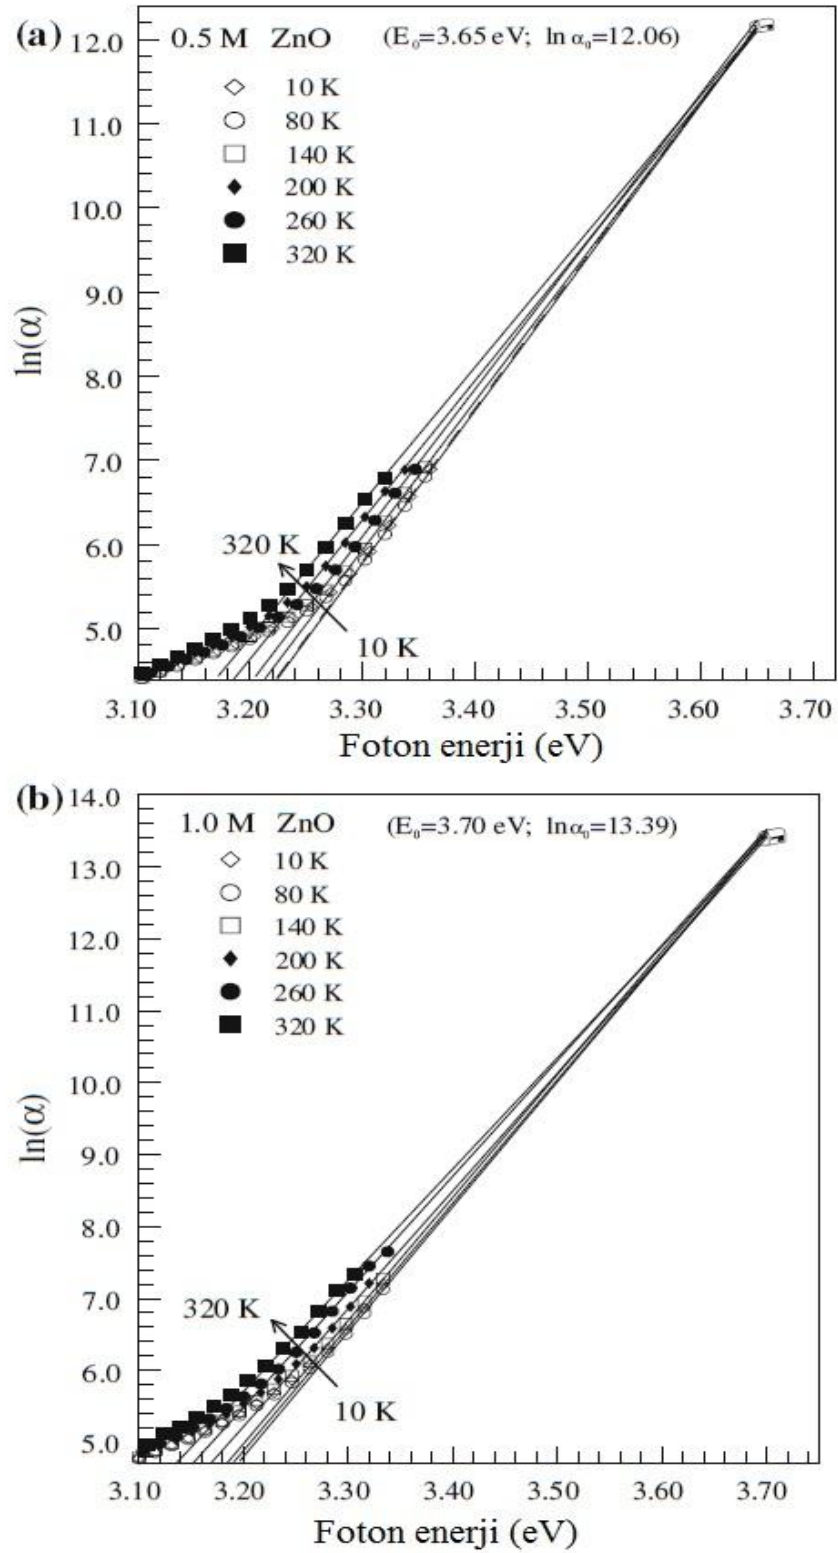 (a)
0.5 M ZnO (E₀=3.65 eV; ln α₀=12.06)
10 K
80 K
140 K
200 K
260 K
320 K
12.0
11.0
10.0
9.0
8.0
7.0
6.0
5.0
ln(α)
320 K
10 K
3.10 3.20 3.30 3.40 3.50 3.60 3.70
Foton enerji (eV)
(b)
1.0 M ZnO (E₀=3.70 eV; lnα₀=13.39)
10 K
80 K
140 K
200 K
260 K
320 K
14.0
13.0
12.0
11.0
10.0
9.0
8.0
7.0
6.0
5.0
ln(α)
320 K
10 K
3.10 3.20 3.30 3.40 3.50 3.60 3.70
Foton enerji (eV)